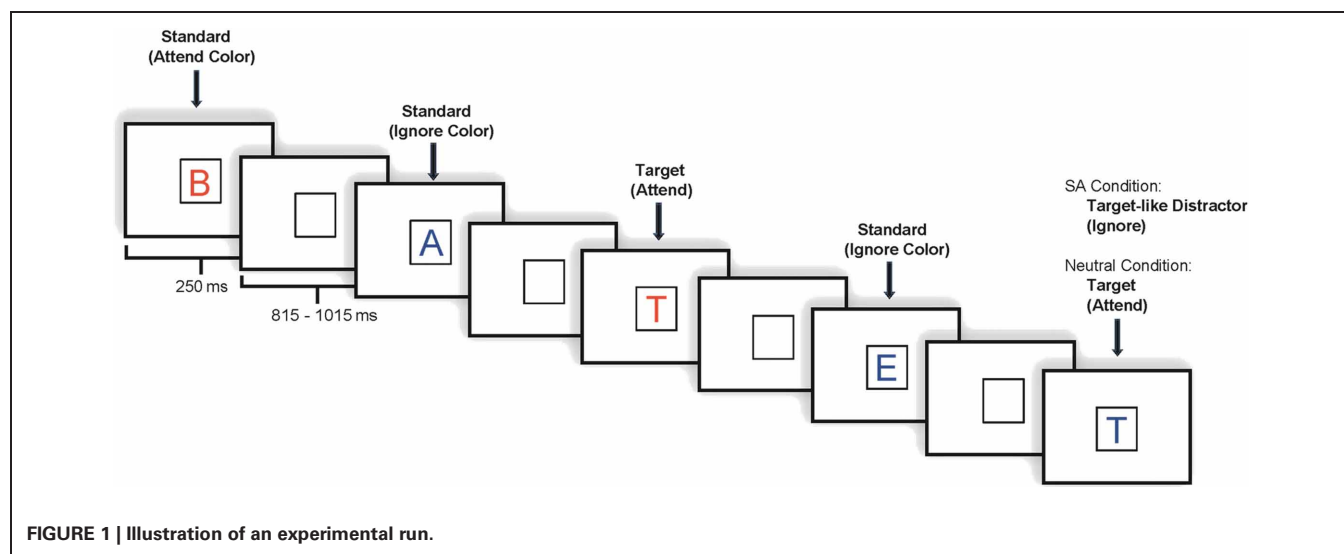 Standard
(Attend Color)
Standard
(Ignore Color)
Target
(Attend)
Standard
(Ignore Color)
SA Condition:
Target-like Distractor
(Ignore)
Neutral Condition:
Target
(Attend)
B
A
T
E
T
250 ms
815 - 1015 ms
FIGURE 1 | Illustration of an experimental run.